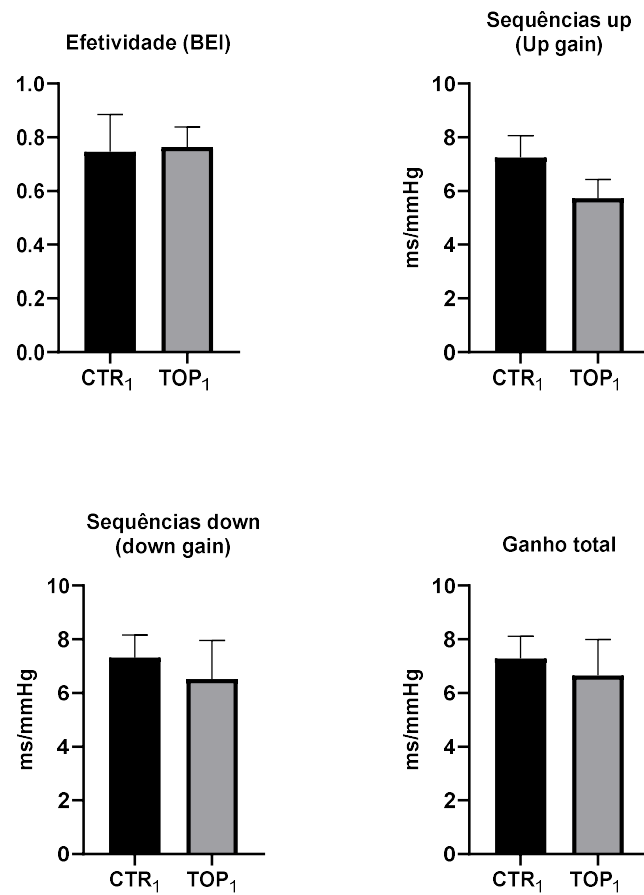 Efetividade (BEI)
1.0
0.8
0.6
0.4
0.2
0.0
CTR₁ TOP₁
Sequências up
(Up gain)
ms/mmHg
10
8
6
4
2
0
CTR₁ TOP₁
Sequências down
(down gain)
ms/mmHg
10
8
6
4
2
0
CTR₁ TOP₁
Ganho total
ms/mmHg
10
8
6
4
2
0
CTR₁ TOP₁